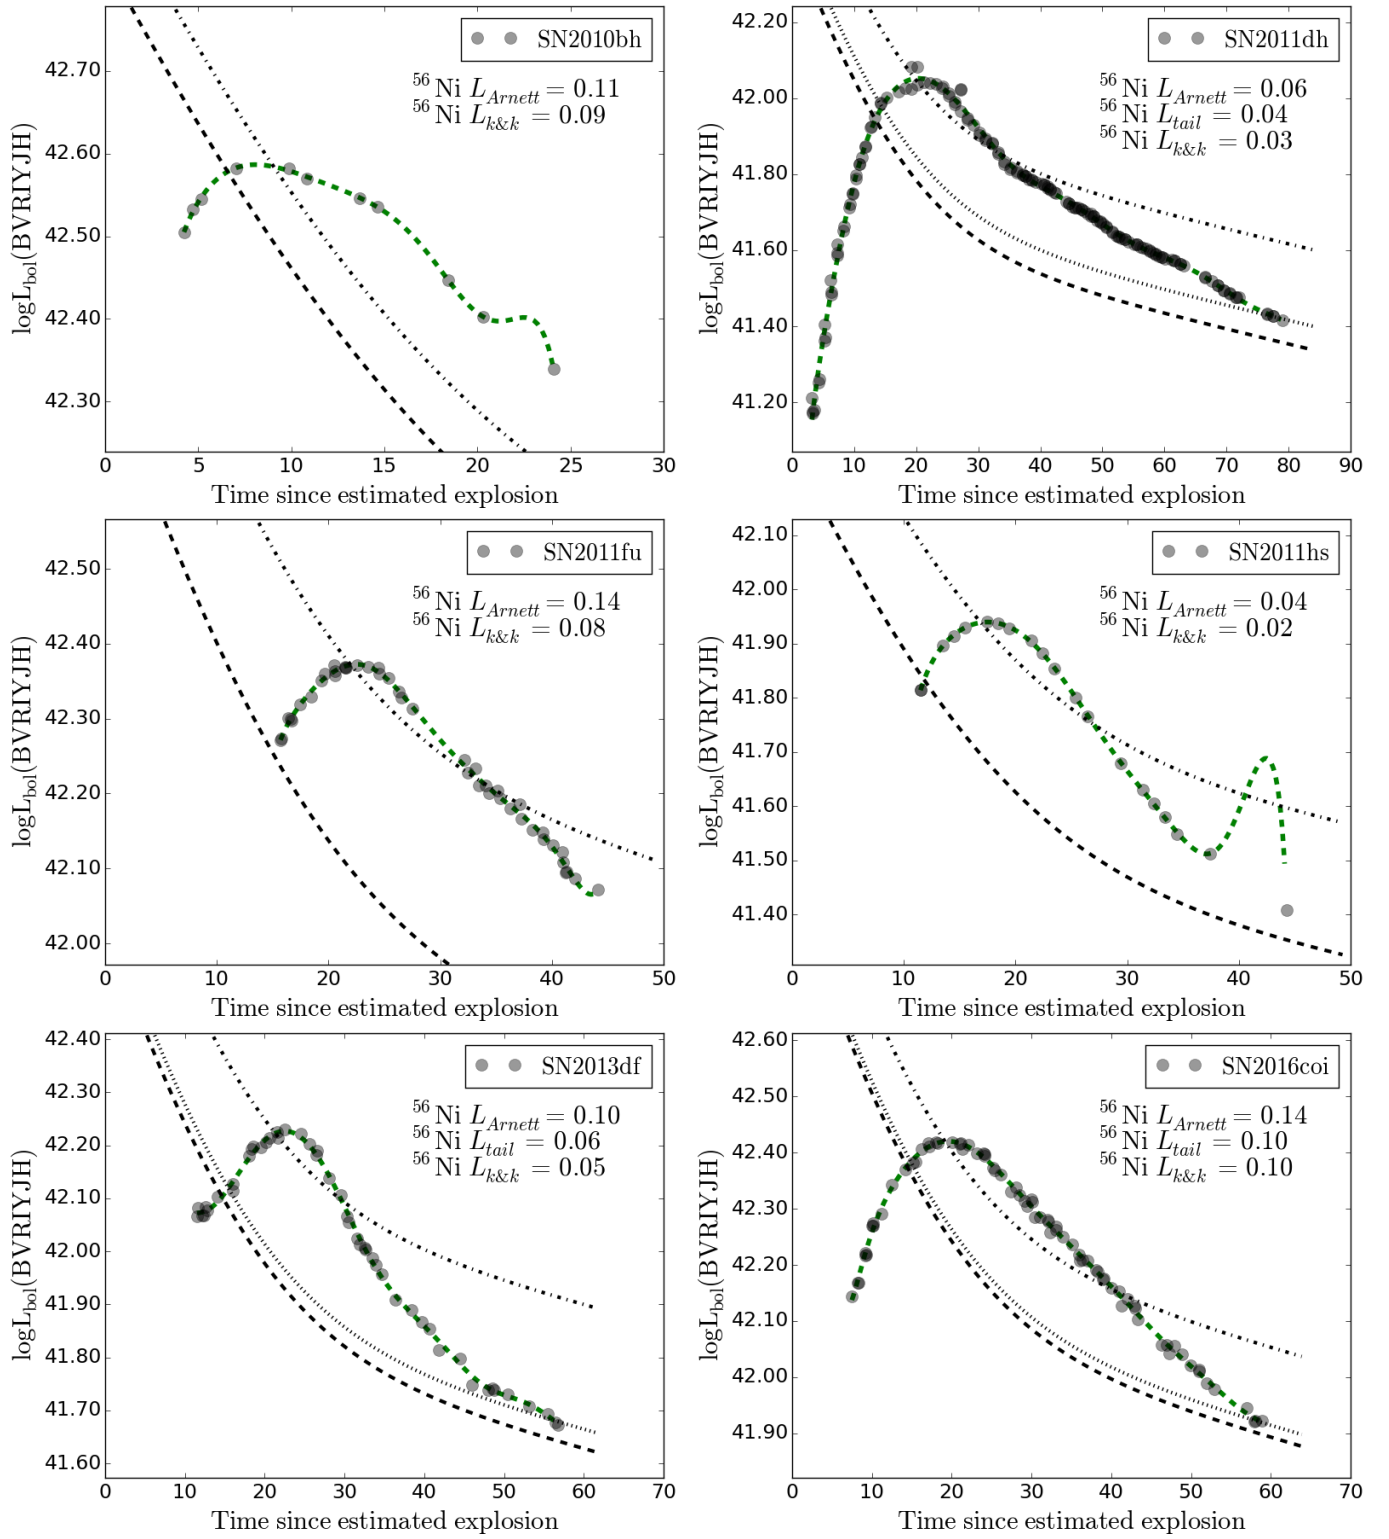 SN2010bh
⁵⁶Ni L_Arnett = 0.11
⁵⁶Ni L_k&k = 0.09
logL_bol(BVRIYJH)
42.70
42.60
42.50
42.40
42.30
0 5 10 15 20 25 30
Time since estimated explosion
SN2011dh
⁵⁶Ni L_Arnett = 0.06
⁵⁶Ni L_tail = 0.04
⁵⁶Ni L_k&k = 0.03
logL_bol(BVRIYJH)
42.20
42.00
41.80
41.60
41.40
41.20
0 10 20 30 40 50 60 70 80 90
Time since estimated explosion
SN2011fu
⁵⁶Ni L_Arnett = 0.14
⁵⁶Ni L_k&k = 0.08
logL_bol(BVRIYJH)
42.50
42.40
42.30
42.20
42.10
42.00
0 10 20 30 40 50 60
Time since estimated explosion
SN2011hs
⁵⁶Ni L_Arnett = 0.04
⁵⁶Ni L_k&k = 0.02
logL_bol(BVRIYJH)
42.10
42.00
41.90
41.80
41.70
41.60
41.50
41.40
0 10 20 30 40 50
Time since estimated explosion
SN2013df
⁵⁶Ni L_Arnett = 0.10
⁵⁶Ni L_tail = 0.06
⁵⁶Ni L_k&k = 0.05
logL_bol(BVRIYJH)
42.40
42.30
42.20
42.10
42.00
41.90
41.80
41.70
41.60
0 10 20 30 40 50 60 70
Time since estimated explosion
SN2016coi
⁵⁶Ni L_Arnett = 0.14
⁵⁶Ni L_tail = 0.10
⁵⁶Ni L_k&k = 0.10
logL_bol(BVRIYJH)
42.60
42.50
42.40
42.30
42.20
42.10
42.00
41.90
0 10 20 30 40 50 60 70
Time since estimated explosion